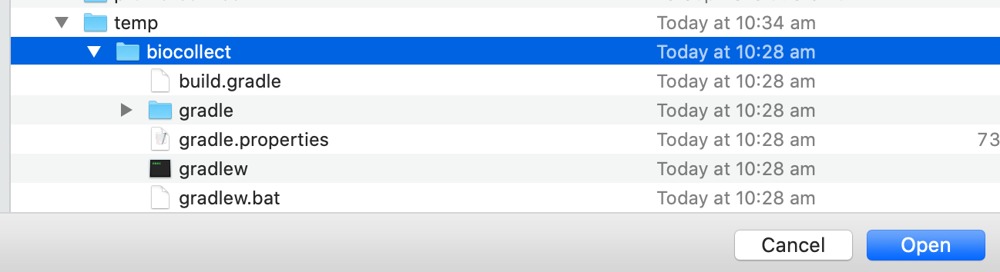 temp Today at 10:34 am
biocollect Today at 10:28 am
build.gradle Today at 10:28 am
gradle Today at 10:28 am
gradle.properties Today at 10:28 am 73
gradlew Today at 10:28 am
gradlew.bat Today at 10:28 am
Cancel Open